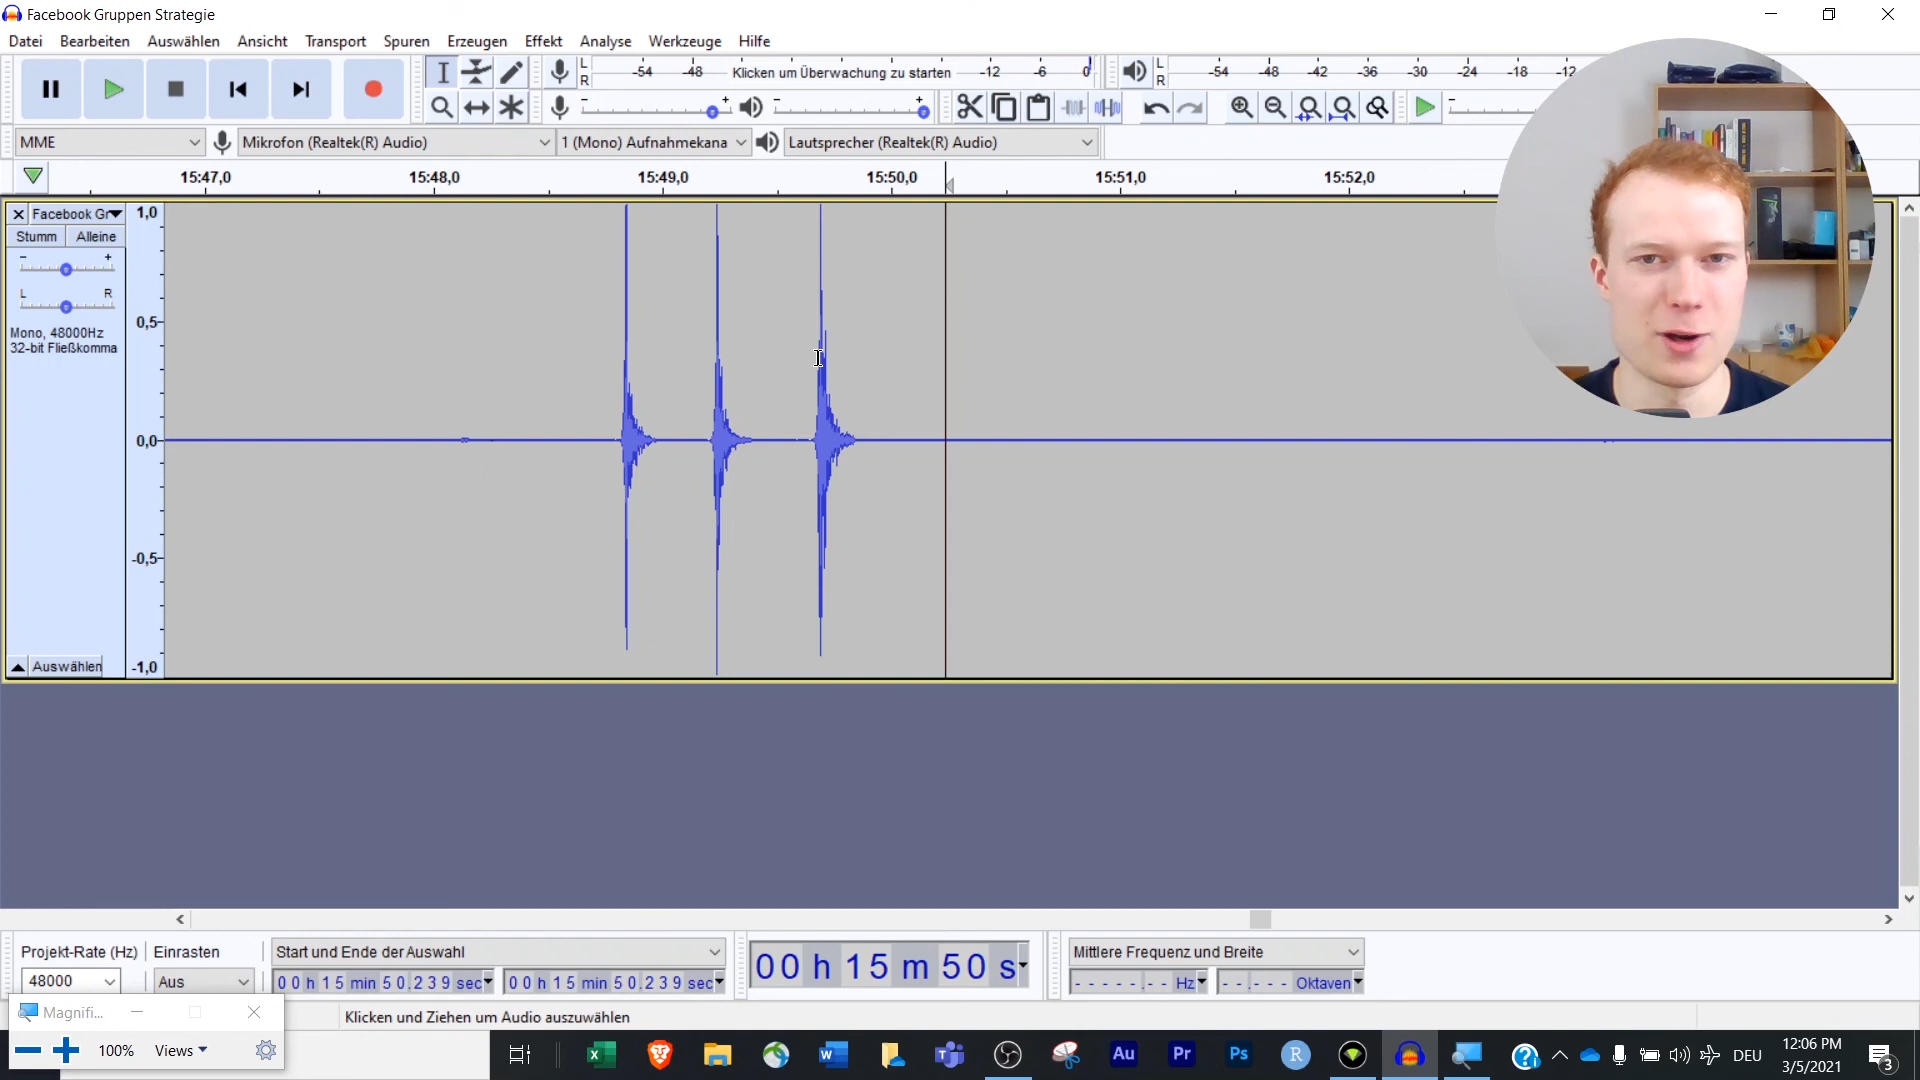 Facebook Gruppen Strategie
Datei Bearbeiten Auswählen Ansicht Transport Spuren Erzeugen Effekt Analyse Werkzeuge Hilfe
L
R
-54 -48 Klicken um Überwachung zu starten -12 -6 0
L
R
-54 -48 -42 -36 -30 -24 -18 -12
- +
- +
-
MME
Mikrofon (Realtek(R) Audio)
1 (Mono) Aufnahmekana
Lautsprecher (Realtek(R) Audio)
15:47,0 15:48,0 15:49,0 15:50,0 15:51,0 15:52,0
Facebook Gr
Stumm Alleine
- +
L R
Mono, 48000Hz
32-bit Fließkomma
Auswählen
1,0
0,5
0,0
-0,5
-1,0
Projekt-Rate (Hz) Einrasten
48000 Aus
Start und Ende der Auswahl
00 h 15 min 50.239 sec 00 h 15 min 50.239 sec
00 h 15 m 50 s
Mittlere Frequenz und Breite
-----.-- Hz --.--- Oktaven
Klicken und Ziehen um Audio auszuwählen
Magnifi...
100% Views
Au
Pr
Ps
R
DEU
12:06 PM
3/5/2021
3